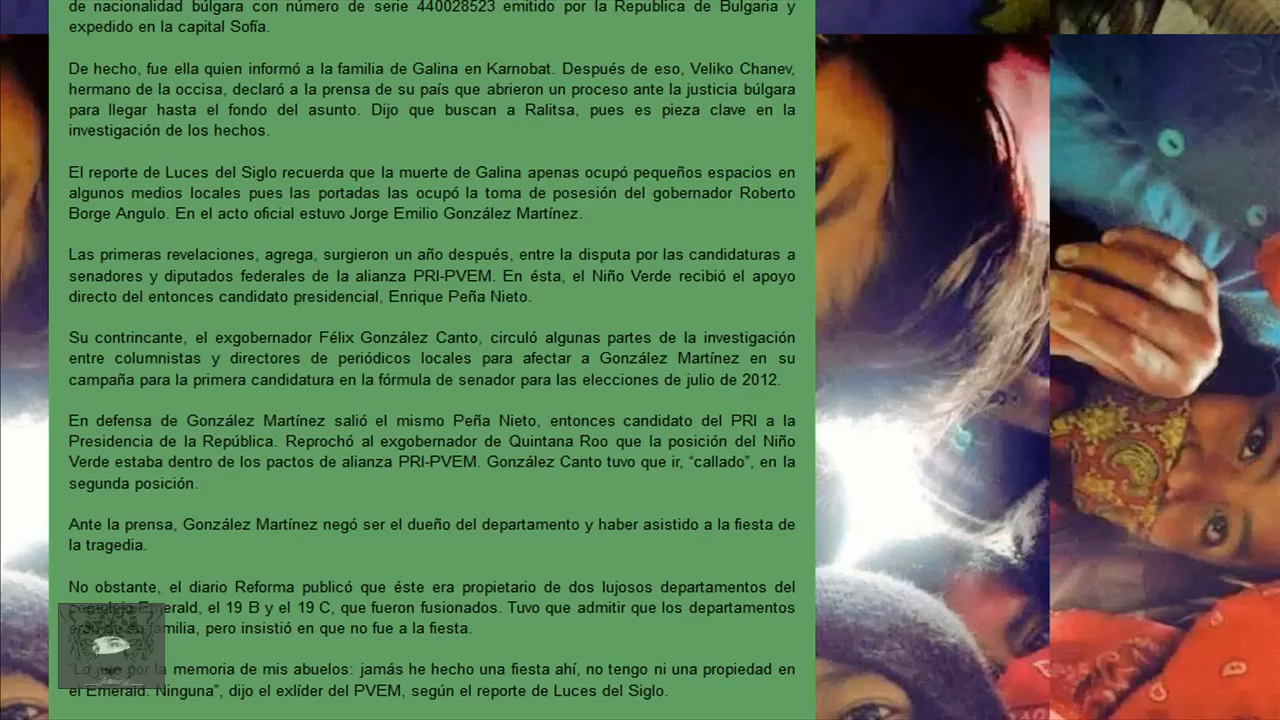 de nacionalidad búlgara con número de serie 440028523 emitido por la Republica de Bulgaria y
expedido en la capital Sofía.
De hecho, fue ella quien informó a la familia de Galina en Karnobat. Después de eso, Veliko Chanev,
hermano de la occisa, declaró a la prensa de su país que abrieron un proceso ante la justicia búlgara
para llegar hasta el fondo del asunto. Dijo que buscan a Ralitsa, pues es pieza clave en la
investigación de los hechos.
El reporte de Luces del Siglo recuerda que la muerte de Galina apenas ocupó pequeños espacios en
algunos medios locales pues las portadas las ocupó la toma de posesión del gobernador Roberto
Borge Angulo. En el acto oficial estuvo Jorge Emilio González Martínez.
Las primeras revelaciones, agrega, surgieron un año después, entre la disputa por las candidaturas a
senadores y diputados federales de la alianza PRI-PVEM. En ésta, el Niño Verde recibió el apoyo
directo del entonces candidato presidencial, Enrique Peña Nieto.
Su contrincante, el exgobernador Félix González Canto, circuló algunas partes de la investigación
entre columnistas y directores de periódicos locales para afectar a González Martínez en su
campaña para la primera candidatura en la fórmula de senador para las elecciones de julio de 2012.
En defensa de González Martínez salió el mismo Peña Nieto, entonces candidato del PRI a la
Presidencia de la República. Reprochó al exgobernador de Quintana Roo que la posición del Niño
Verde estaba dentro de los pactos de alianza PRI-PVEM. González Canto tuvo que ir, “callado”, en la
segunda posición.
Ante la prensa, González Martínez negó ser el dueño del departamento y haber asistido a la fiesta de
la tragedia.
No obstante, el diario Reforma publicó que éste era propietario de dos lujosos departamentos del
complejo Emerald, el 19 B y el 19 C, que fueron fusionados. Tuvo que admitir que los departamentos
familia, pero insistió en que no fue a la fiesta.
“Lo juro por la memoria de mis abuelos: jamás he hecho una fiesta ahí, no tengo ni una propiedad en
el Emerald. Ninguna”, dijo el exlíder del PVEM, según el reporte de Luces del Siglo.